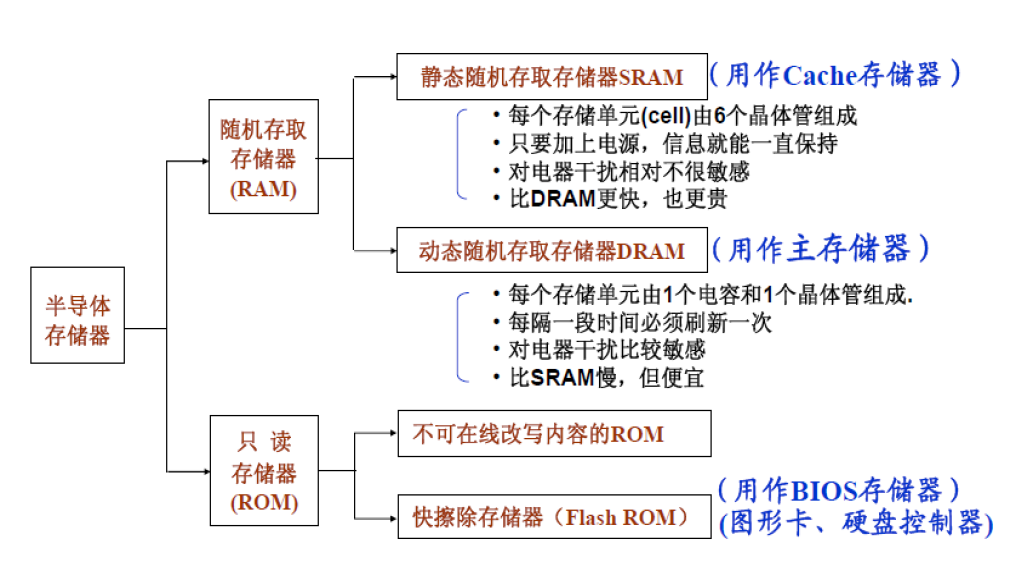 静态随机存取存储器SRAM
（用作Cache存储器）
• 每个存储单元(cell)由6个晶体管组成
• 只要加上电源，信息就能一直保持
• 对电器干扰相对不很敏感
• 比DRAM更快，也更贵
随机存取
存储器
(RAM)
动态随机存取存储器DRAM
（用作主存储器）
• 每个存储单元由1个电容和1个晶体管组成.
• 每隔一段时间必须刷新一次
• 对电器干扰比较敏感
• 比SRAM慢，但便宜
半导体
存储器
只 读
存储器
(ROM)
不可在线改写内容的ROM
快擦除存储器（Flash ROM）
（用作BIOS存储器）
(图形卡、硬盘控制器)